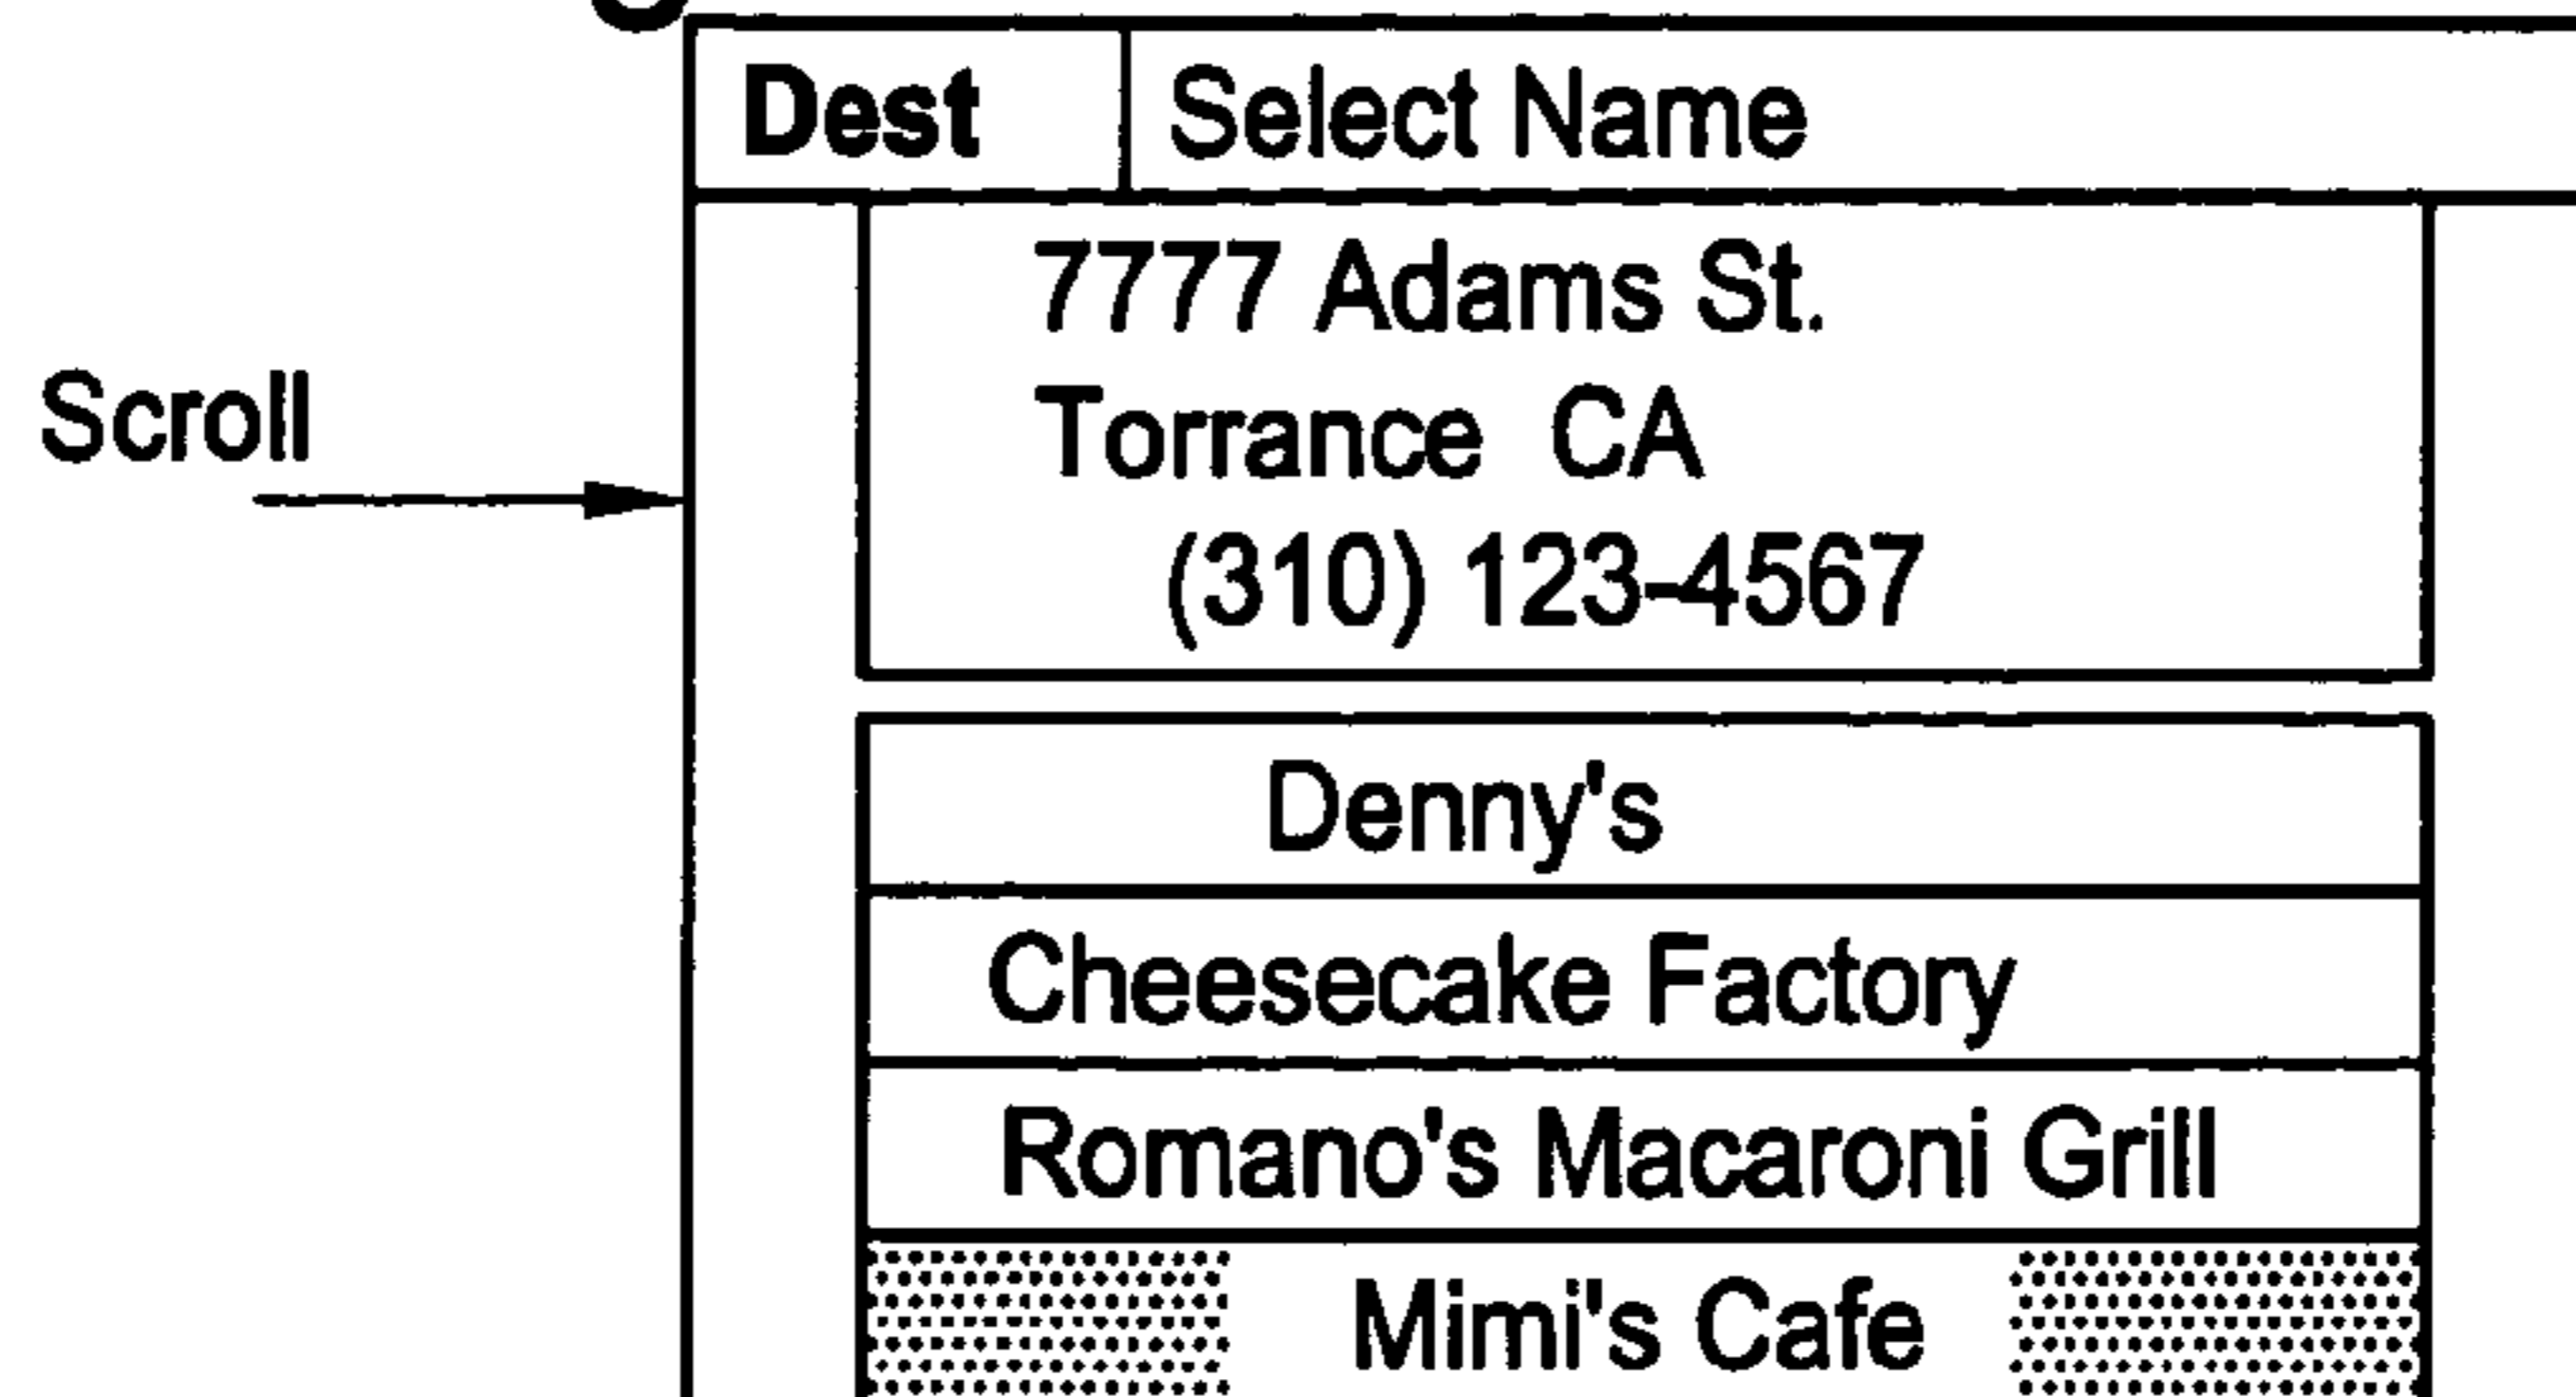 Dest Select Name
7777 Adams St.
Torrance CA
(310) 123-4567
Scroll
Denny's
Cheesecake Factory
Romano's Macaroni Grill
Mimi's Cafe